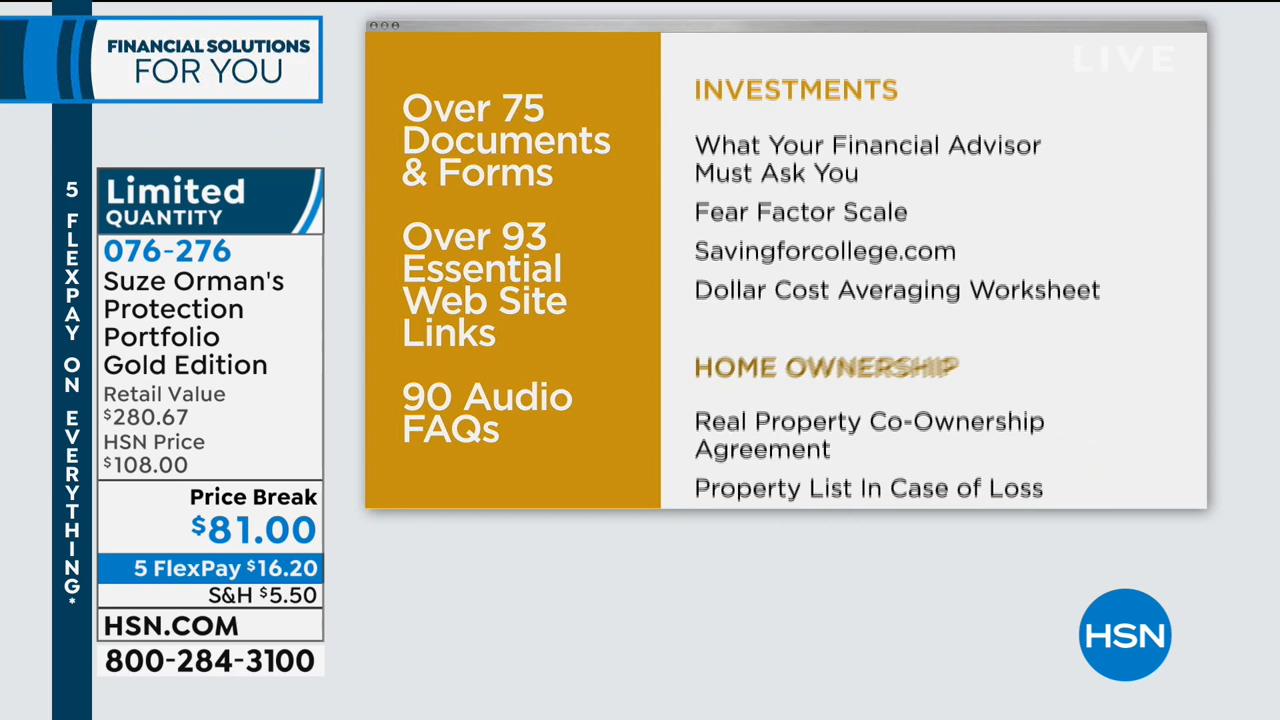 FINANCIAL SOLUTIONS
FOR YOU
5 FLEXPAY ON EVERYTHING*
Limited
QUANTITY
076-276
Suze Orman's
Protection
Portfolio
Gold Edition
Retail Value
$280.67
HSN Price
$108.00
Price Break
$81.00
5 FlexPay $16.20
S&H $5.50
HSN.COM
800-284-3100
Over 75
Documents
& Forms
Over 93
Essential
Web Site
Links
90 Audio
FAQs
LIVE
INVESTMENTS
What Your Financial Advisor
Must Ask You
Fear Factor Scale
Savingforcollege.com
Dollar Cost Averaging Worksheet
HOME OWNERSHIP
Real Property Co-Ownership
Agreement
Property List In Case of Loss
HSN